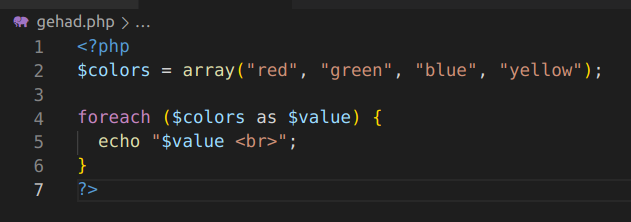 gehad.php > ...
1 <?php
2 $colors = array("red", "green", "blue", "yellow");
3
4 foreach ($colors as $value) {
5   echo "$value <br>";
6 }
7 ?>